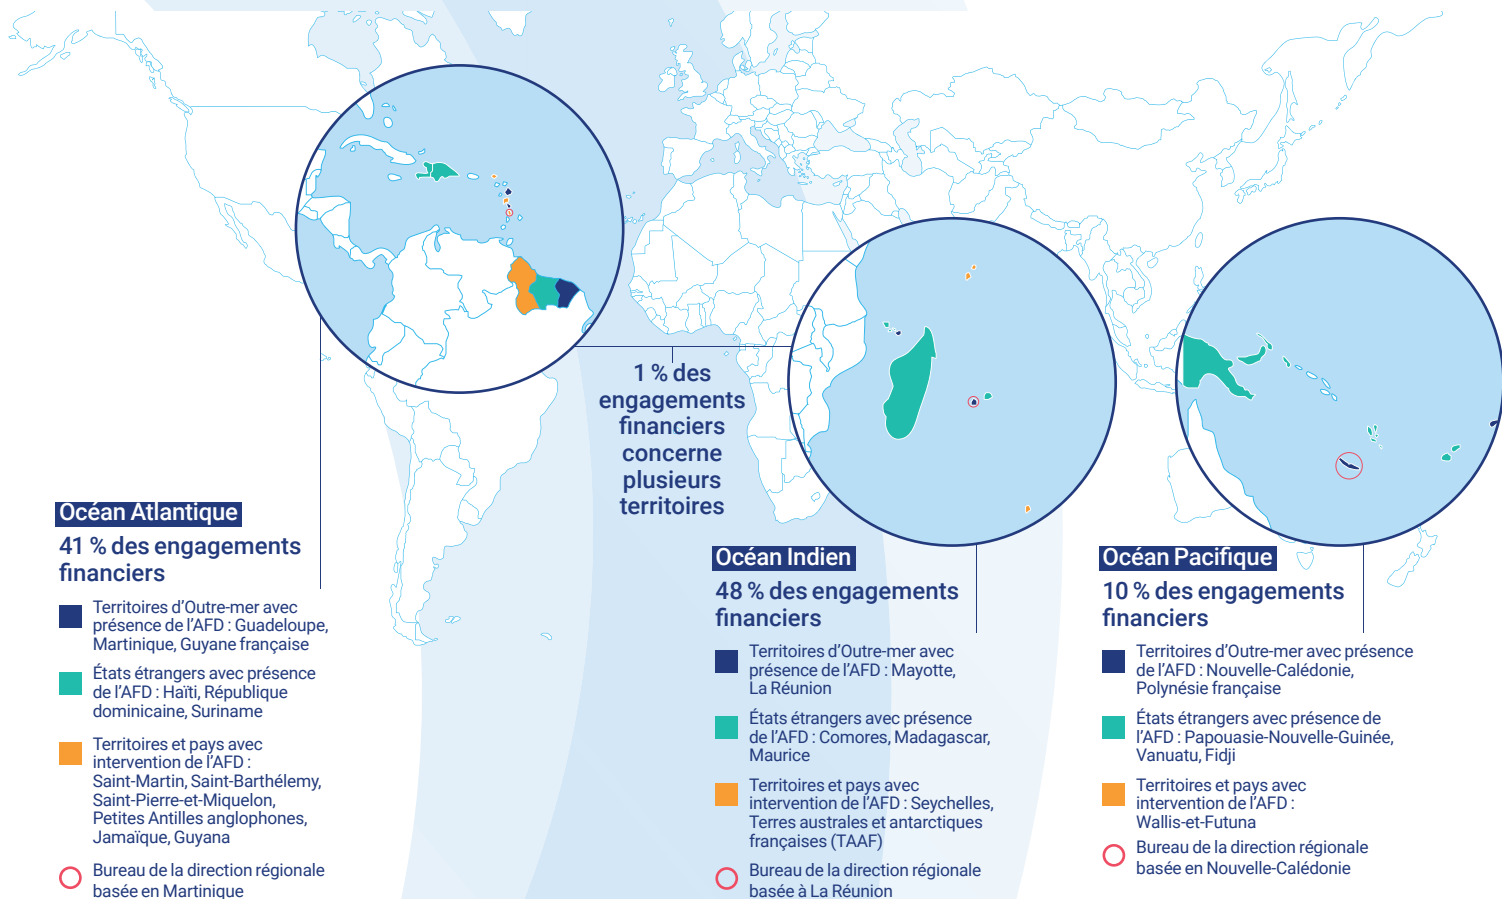 1 % des
engagements
financiers
concerne
plusieurs
territoires
Océan Atlantique
41 % des engagements
financiers
Territoires d’Outre-mer avec
présence de l’AFD : Guadeloupe,
Martinique, Guyane française
États étrangers avec présence
de l’AFD : Haïti, République
dominicaine, Suriname
Territoires et pays avec
intervention de l’AFD :
Saint-Martin, Saint-Barthélemy,
Saint-Pierre-et-Miquelon,
Petites Antilles anglophones,
Jamaïque, Guyana
Bureau de la direction régionale
basée en Martinique
Océan Indien
48 % des engagements
financiers
Territoires d’Outre-mer avec
présence de l’AFD : Mayotte,
La Réunion
États étrangers avec présence
de l’AFD : Comores, Madagascar,
Maurice
Territoires et pays avec
intervention de l’AFD : Seychelles,
Terres australes et antarctiques
françaises (TAAF)
Bureau de la direction régionale
basée à La Réunion
Océan Pacifique
10 % des engagements
financiers
Territoires d’Outre-mer avec présence
de l’AFD : Nouvelle-Calédonie,
Polynésie française
États étrangers avec présence de
l’AFD : Papouasie-Nouvelle-Guinée,
Vanuatu, Fidji
Territoires et pays avec
intervention de l’AFD :
Wallis-et-Futuna
Bureau de la direction régionale
basée en Nouvelle-Calédonie